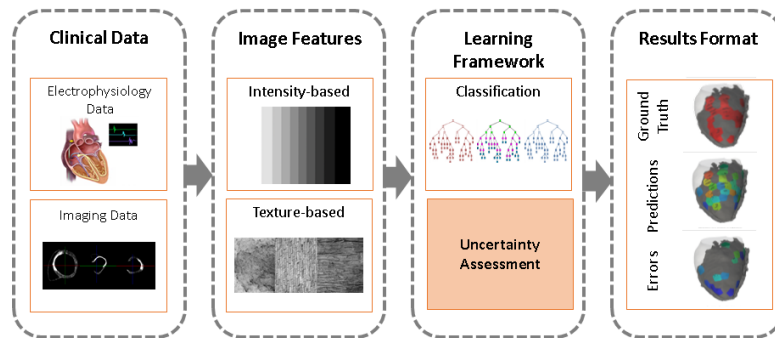 Clinical Data
Electrophysiology
Data
Imaging Data
Image Features
Intensity-based
Texture-based
Learning
Framework
Classification
Uncertainty
Assessment
Results Format
Ground
Truth
Predictions
Errors